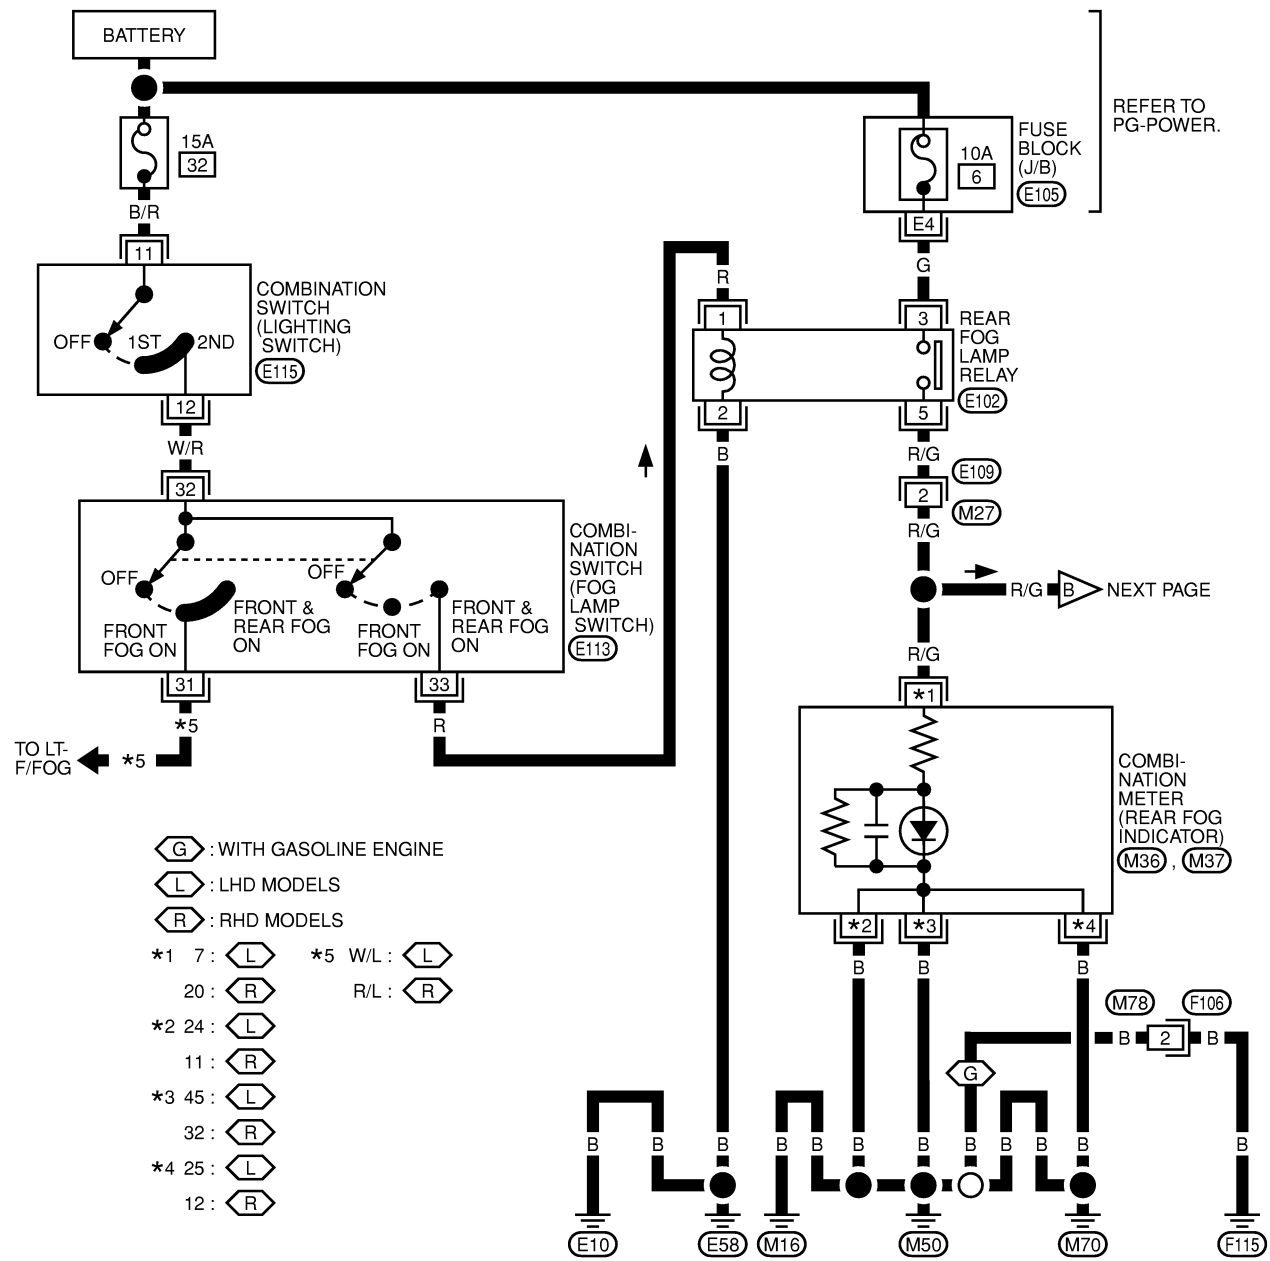 BATTERY
REFER TO
PG-POWER.
15A
32
B/R
11
FUSE
BLOCK
(J/B)
E105
10A
6
E4
G
COMBINATION
SWITCH
(LIGHTING
SWITCH)
E115
OFF
1ST
2ND
12
W/R
32
R
1
3
REAR
FOG
LAMP
RELAY
E102
2
5
B
R/G
E109
2
M27
R/G
R/G
B
NEXT PAGE
R/G
*1
COMBI-
NATION
SWITCH
(FOG
LAMP
SWITCH)
E113
OFF
FRONT
FOG ON
FRONT &
REAR FOG
ON
OFF
FRONT
FOG ON
FRONT &
REAR FOG
ON
31
33
*5
R
TO LT-
F/FOG
*5
COMBI-
NATION
METER
(REAR FOG
INDICATOR)
M36 , M37
*2
*3
*4
B
B
B
G : WITH GASOLINE ENGINE
L : LHD MODELS
R : RHD MODELS
*1 7 : L
*5 W/L : L
20 : R
R/L : R
*2 24 : L
11 : R
*3 45 : L
32 : R
*4 25 : L
12 : R
M78
F106
B
2
B
G
B
B
B
B
B
B
B
B
B
B
B
B
E10
E58
M16
M50
M70
F115